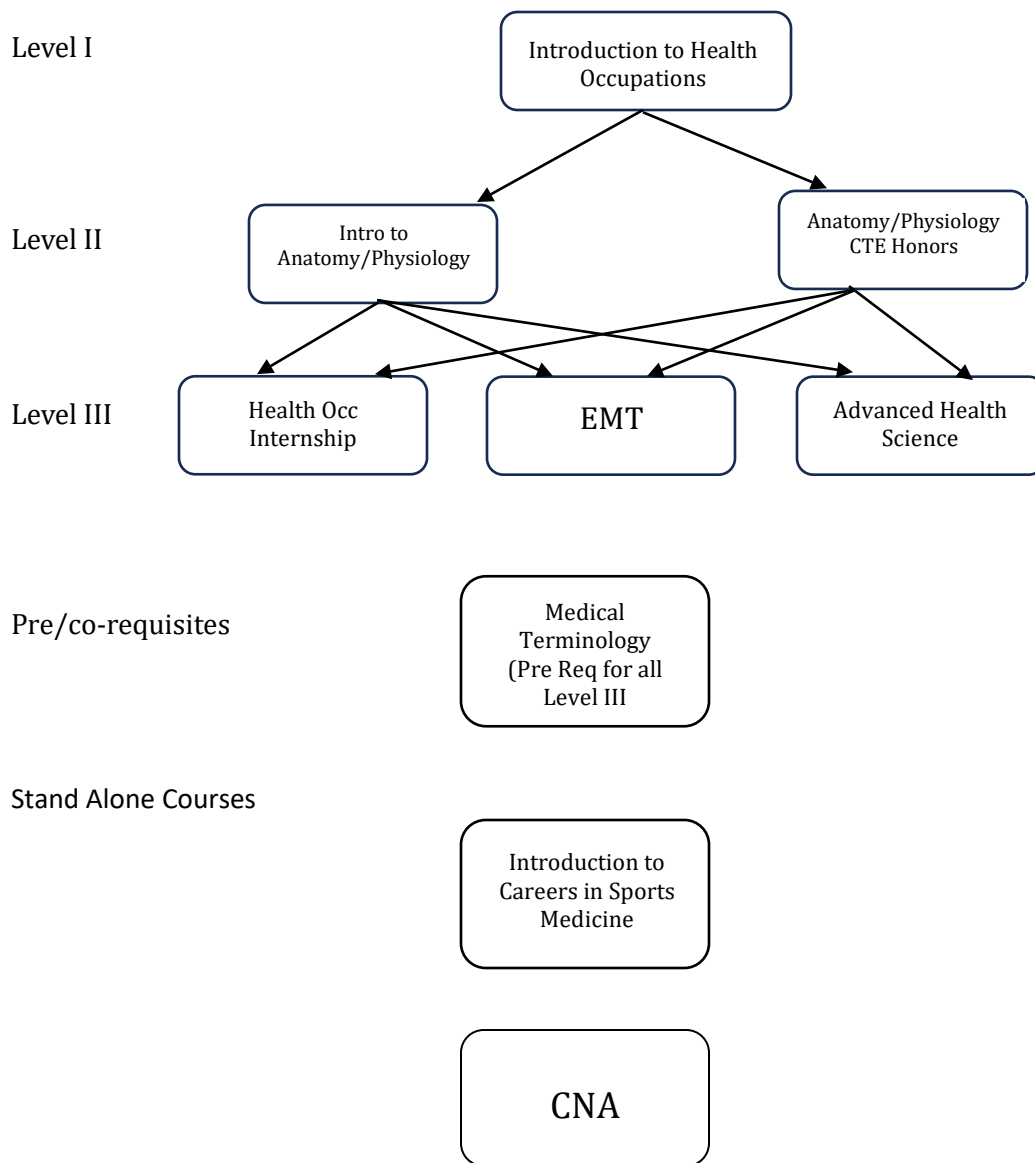 Level I
Introduction to Health
Occupations
Level II
Intro to
Anatomy/Physiology
Anatomy/Physiology
CTE Honors
Level III
Health Occ
Internship
EMT
Advanced Health
Science
Pre/co-requisites
Medical
Terminology
(Pre Req for all
Level III
Stand Alone Courses
Introduction to
Careers in Sports
Medicine
CNA